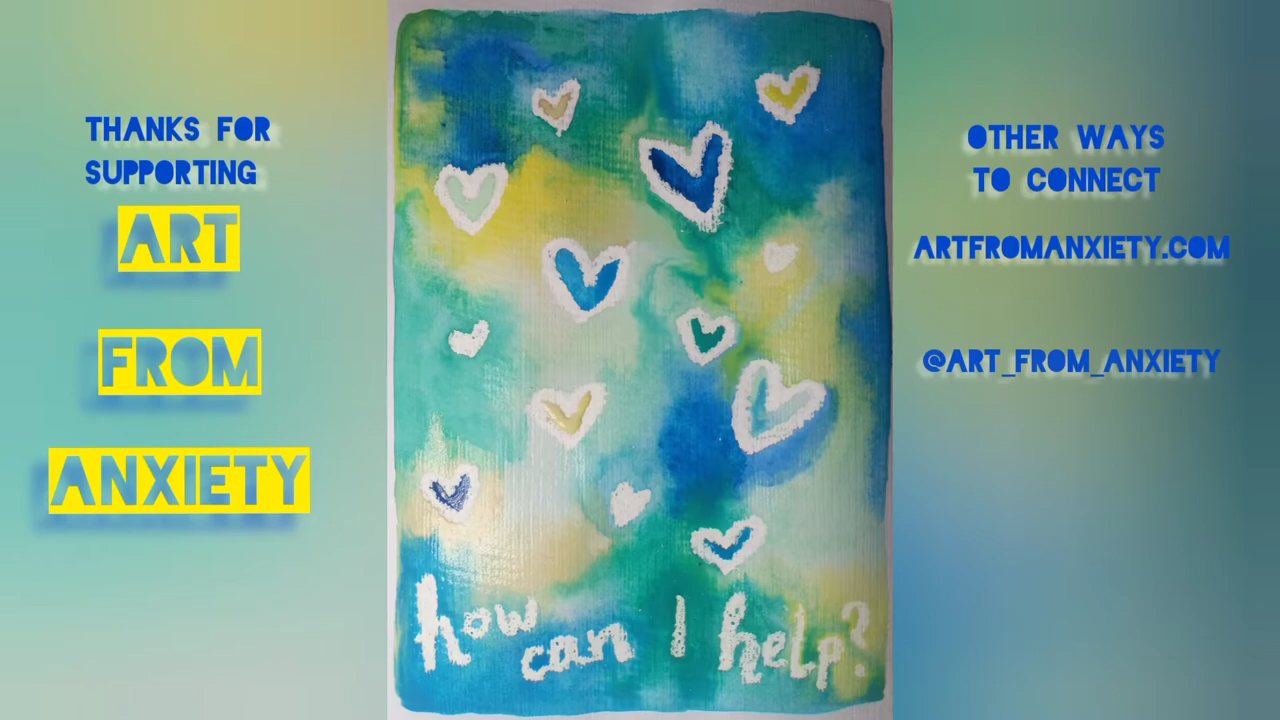 THANKS FOR
SUPPORTING
ART
FROM
ANXIETY
how can I help?
OTHER WAYS
TO CONNECT
ARTFROMANXIETY.COM
@ART_FROM_ANXIETY